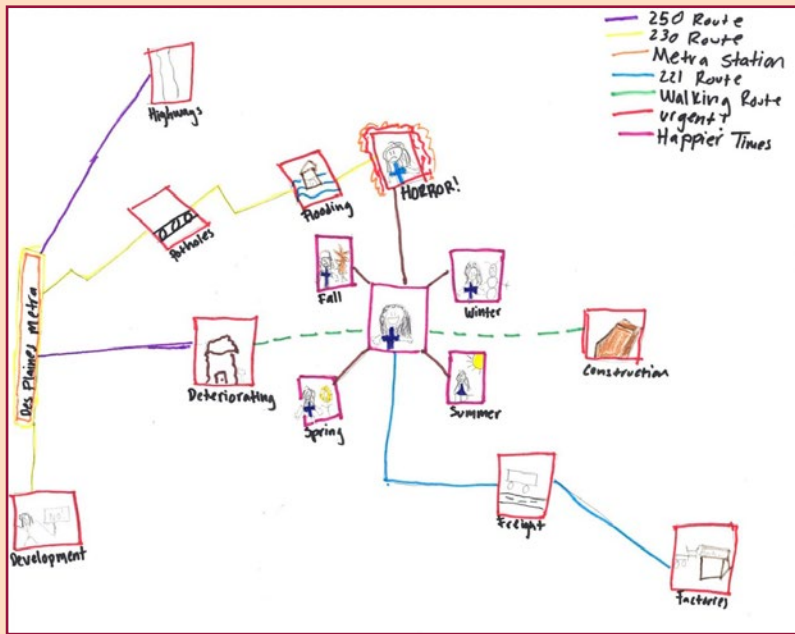 250 Route
230 Route
Metra Station
221 Route
Walking Route
urgent
Happier Times
Highways
HORROR!
Flooding
Potholes
Fall
Winter
Des Plaines Metra
Deteriorating
Construction
Spring
Summer
Freight
Development
Factories